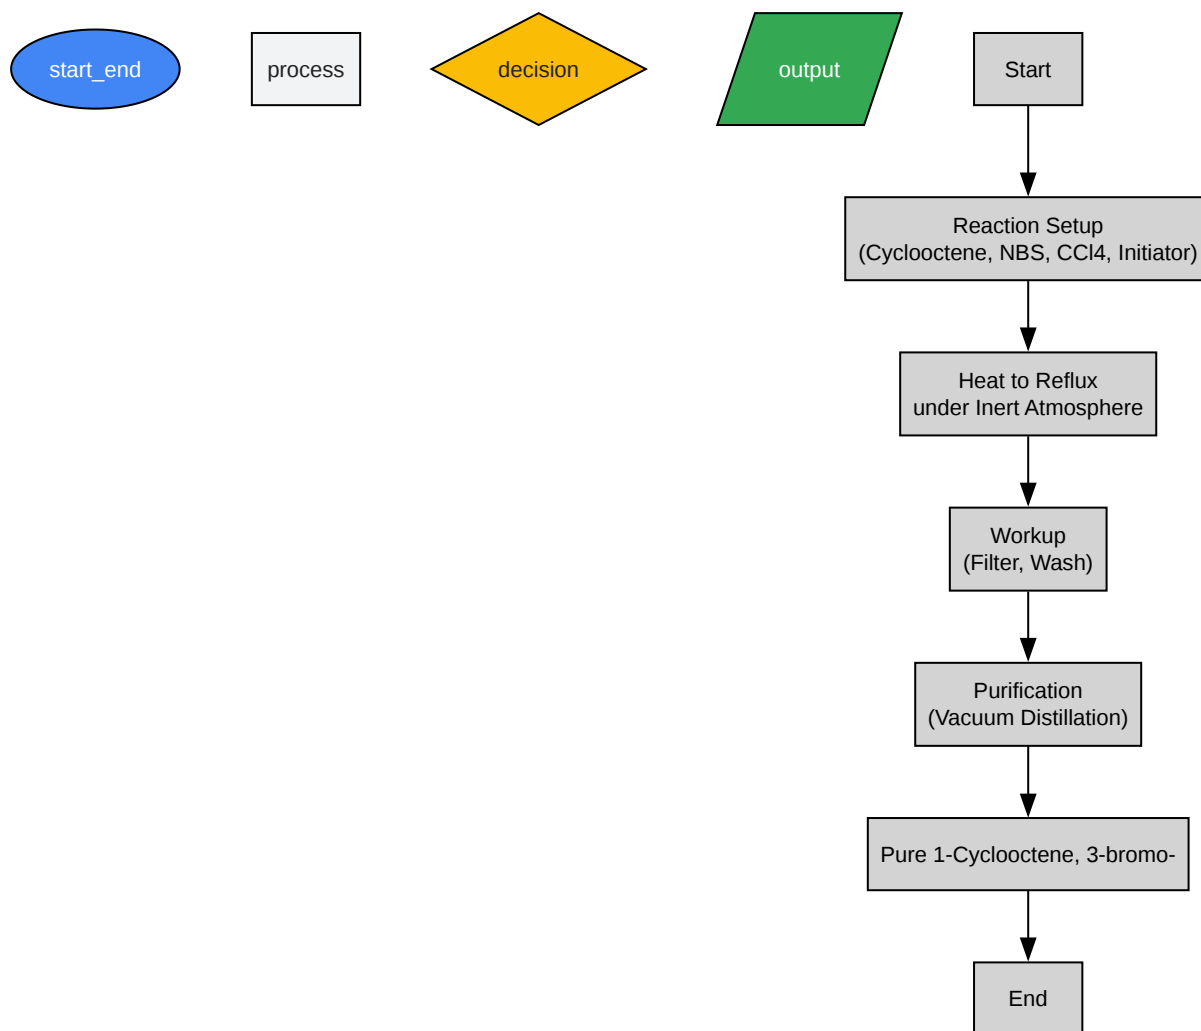 start_end
process
decision
output
Start
Reaction Setup
(Cyclooctene, NBS, CCl4, Initiator)
Heat to Reflux
under Inert Atmosphere
Workup
(Filter, Wash)
Purification
(Vacuum Distillation)
Pure 1-Cyclooctene, 3-bromo-
End